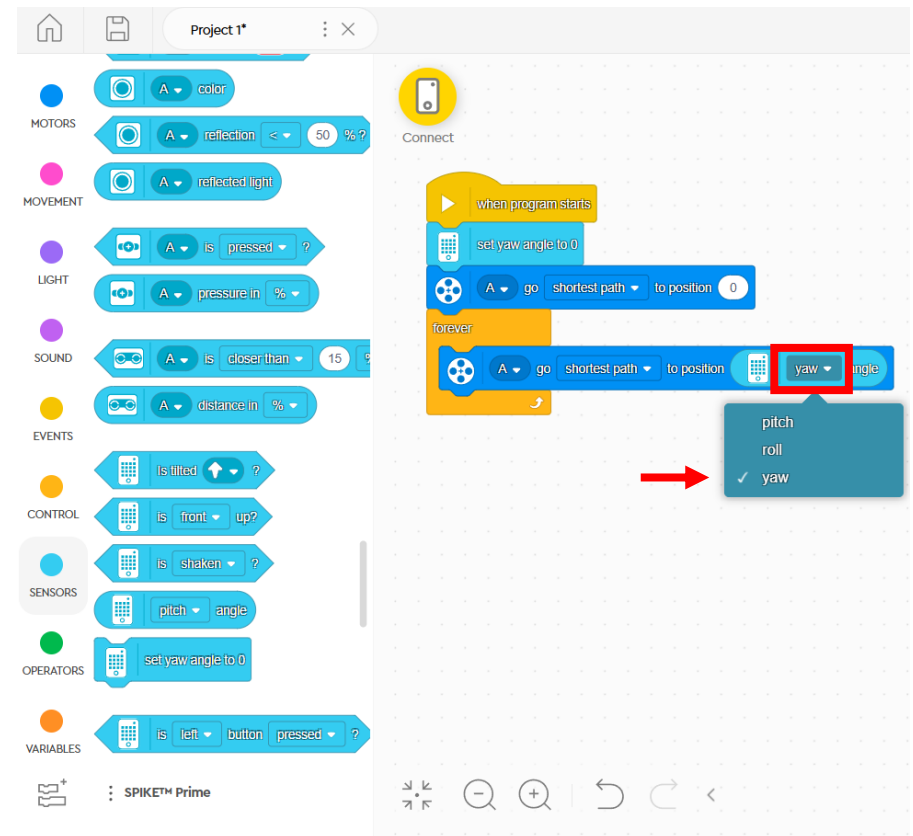 Project 1*
MOTORS
MOVEMENT
LIGHT
SOUND
EVENTS
CONTROL
SENSORS
OPERATORS
VARIABLES
A color
A reflection < 50 % ?
A reflected light
A is pressed ?
A pressure in %
A is closer than 15
A distance in %
is tilted ?
is front up?
is shaken ?
pitch angle
set yaw angle to 0
is left button pressed ?
SPIKE™ Prime
Connect
when program starts
set yaw angle to 0
A go shortest path to position 0
forever
A go shortest path to position yaw angle
pitch
roll
✓ yaw